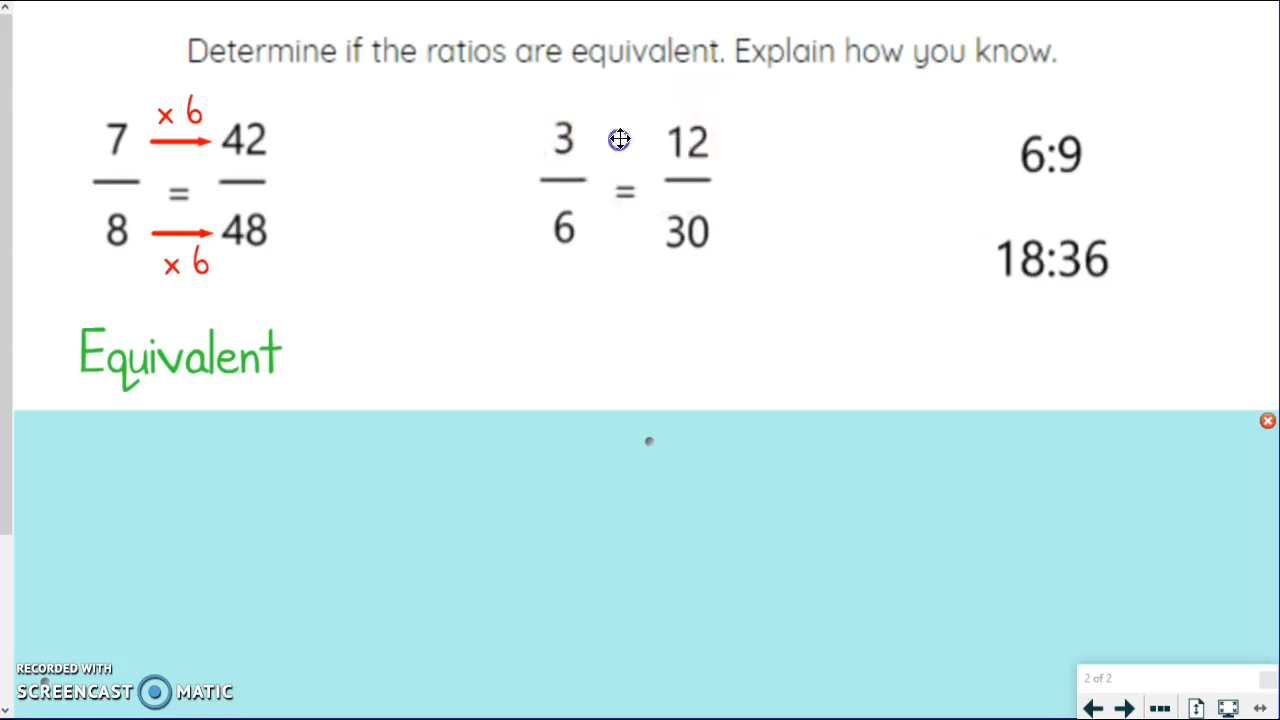 Determine if the ratios are equivalent. Explain how you know.
x 6
7 42
8 = 48
x 6
3 12
6 = 30
6:9
18:36
Equivalent
RECORDED WITH
SCREENCAST MATIC
2 of 2